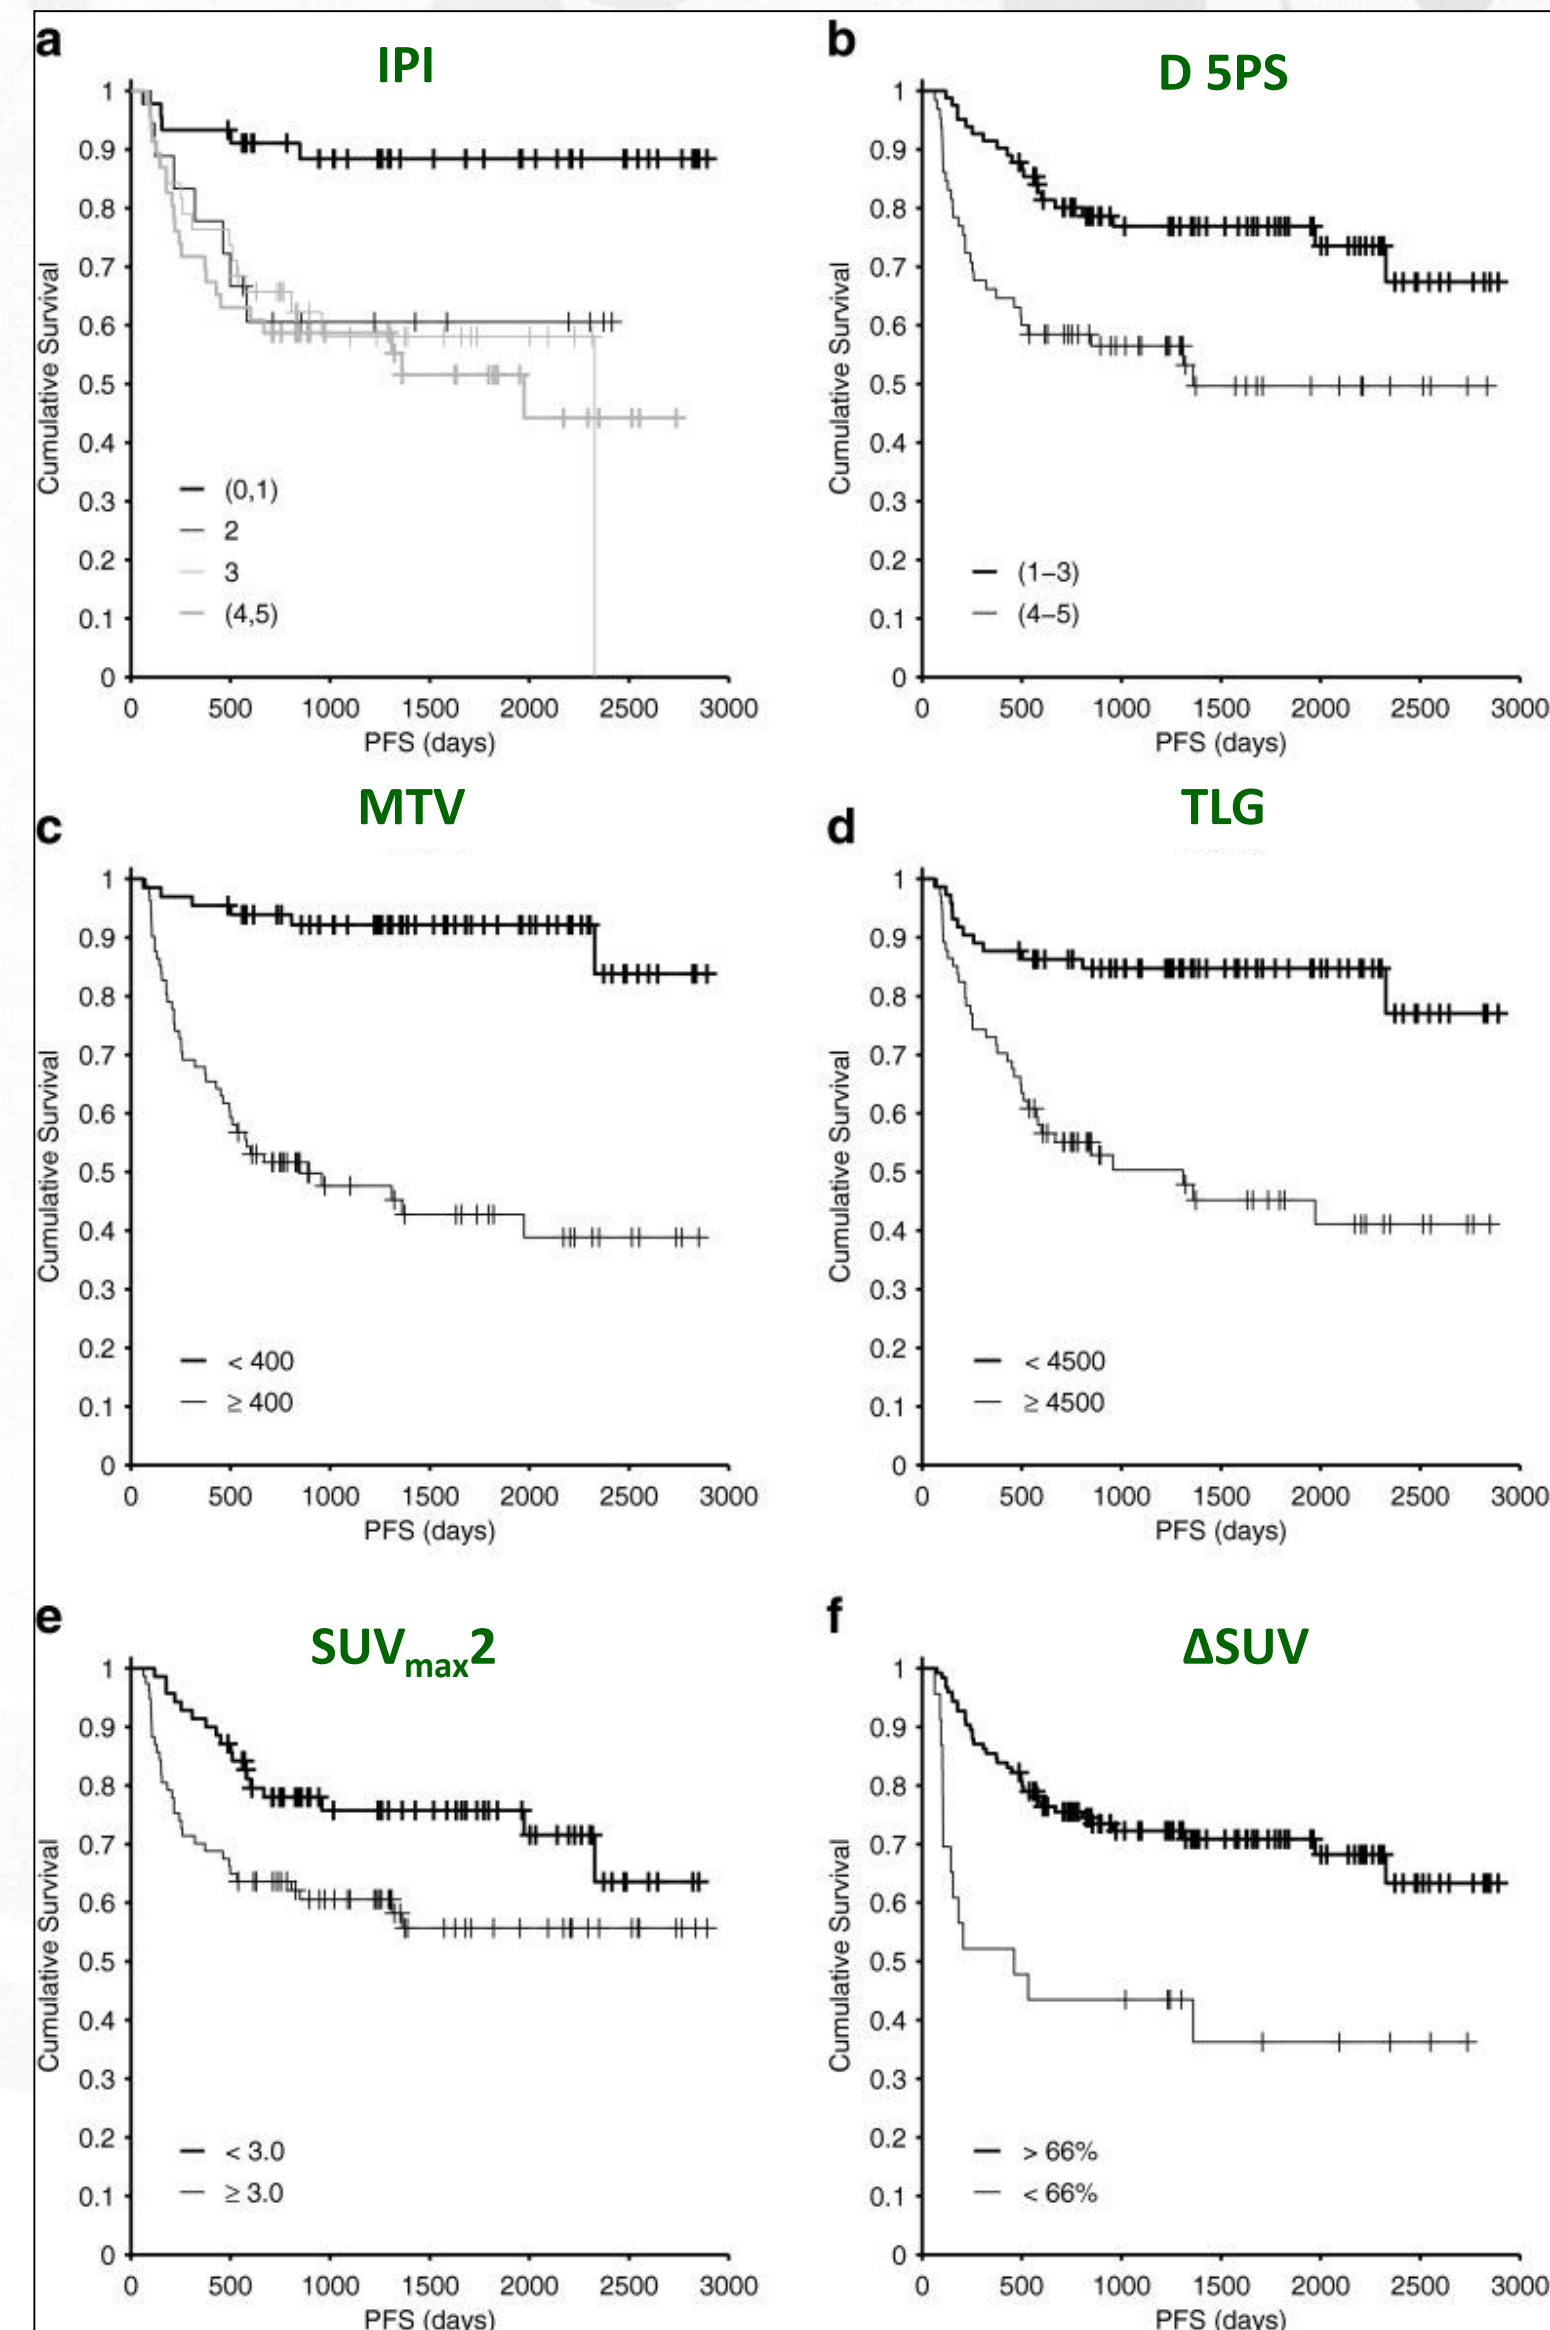 a
IPI
1
0.9
0.8
0.7
0.6
0.5
0.4
0.3
0.2
0.1
0
Cumulative Survival
(0,1)
2
3
(4,5)
0 500 1000 1500 2000 2500 3000
PFS (days)
b
D 5PS
1
0.9
0.8
0.7
0.6
0.5
0.4
0.3
0.2
0.1
0
Cumulative Survival
(1–3)
(4–5)
0 500 1000 1500 2000 2500 3000
PFS (days)
c
MTV
1
0.9
0.8
0.7
0.6
0.5
0.4
0.3
0.2
0.1
0
Cumulative Survival
< 400
≥ 400
0 500 1000 1500 2000 2500 3000
PFS (days)
d
TLG
1
0.9
0.8
0.7
0.6
0.5
0.4
0.3
0.2
0.1
0
Cumulative Survival
< 4500
≥ 4500
0 500 1000 1500 2000 2500 3000
PFS (days)
e
SUVmax2
1
0.9
0.8
0.7
0.6
0.5
0.4
0.3
0.2
0.1
0
Cumulative Survival
< 3.0
≥ 3.0
0 500 1000 1500 2000 2500 3000
PFS (days)
f
ΔSUV
1
0.9
0.8
0.7
0.6
0.5
0.4
0.3
0.2
0.1
0
Cumulative Survival
> 66%
< 66%
0 500 1000 1500 2000 2500 3000
PFS (days)